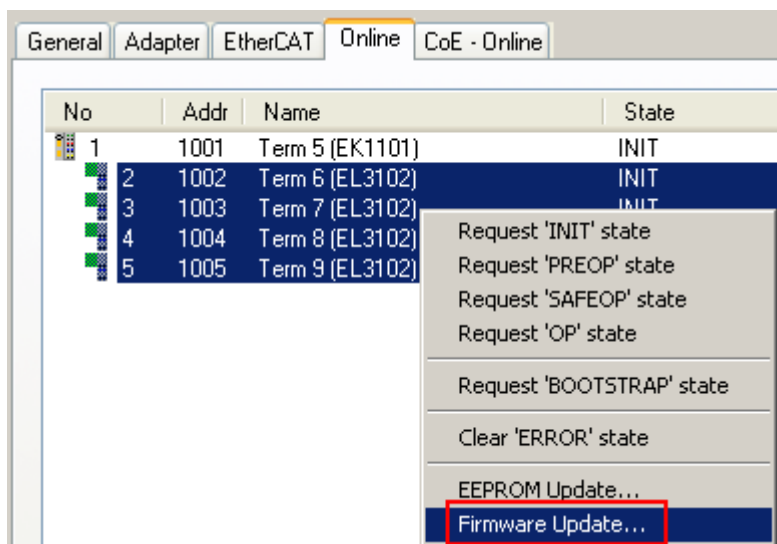 General Adapter EtherCAT Online CoE - Online
No Addr Name State
1 1001 Term 5 (EK1101) INIT
2 1002 Term 6 (EL3102) INIT
3 1003 Term 7 (EL3102) INIT
4 1004 Term 8 (EL3102)
5 1005 Term 9 (EL3102)
Request 'INIT' state
Request 'PREOP' state
Request 'SAFEOP' state
Request 'OP' state
Request 'BOOTSTRAP' state
Clear 'ERROR' state
EEPROM Update...
Firmware Update...